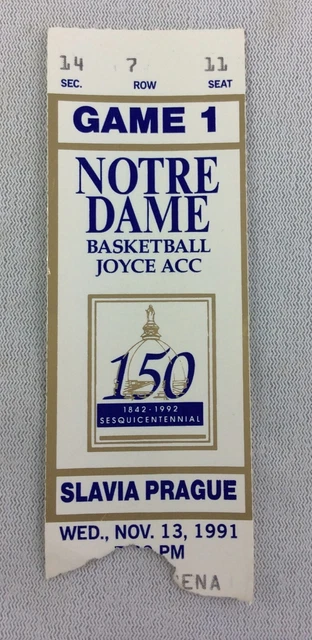 14 7 11
SEC. ROW SEAT
GAME 1
NOTRE
DAME
BASKETBALL
JOYCE ACC
150
1842-1992
SESQUICENTENNIAL
SLAVIA PRAGUE
WED., NOV. 13, 1991
PM